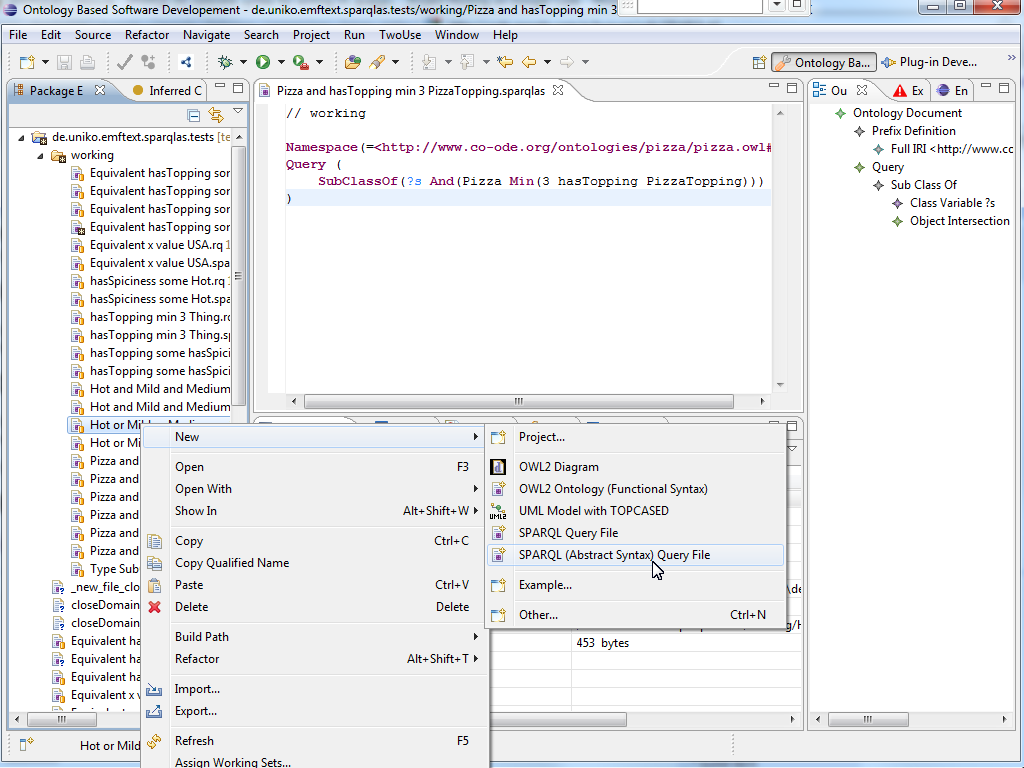 Ontology Based Software Developement - de.uniko.emftext.sparqlas.tests/working/Pizza and hasTopping min 3
File Edit Source Refactor Navigate Search Project Run TwoUse Window Help
Ontology Ba... Plug-in Deve...
Package E Inferred C
de.uniko.emftext.sparqlas.tests [te
working
Equivalent hasTopping sor
Equivalent hasTopping sor
Equivalent hasTopping sor
Equivalent hasTopping sor
Equivalent x value USA.rq 1
Equivalent x value USA.spa
hasSpiciness some Hot.rq
hasSpiciness some Hot.spa
hasTopping min 3 Thing.rc
hasTopping min 3 Thing.s
hasTopping some hasSpici
hasTopping some hasSpici
Hot and Mild and Medium
Hot and Mild and Medium
Hot or Mild
Hot or Mi
Pizza and
Pizza and
Pizza and
Pizza and
Pizza and
Pizza and
Type Sub
_new_file_clo
closeDomain
closeDomain
Equivalent ha
Equivalent ha
Equivalent ha
Equivalent x v
Pizza and hasTopping min 3 PizzaTopping.sparqlas
// working
Namespace(=<http://www.co-ode.org/ontologies/pizza/pizza.owl#
Query (
SubClassOf(?s And(Pizza Min(3 hasTopping PizzaTopping)))
)
Ou Ex En
Ontology Document
Prefix Definition
Full IRI <http://www.cc
Query
Sub Class Of
Class Variable ?s
Object Intersection
New
Open F3
Open With
Show In Alt+Shift+W
Copy Ctrl+C
Copy Qualified Name
Paste Ctrl+V
Delete Delete
Build Path
Refactor Alt+Shift+T
Import...
Export...
Refresh F5
Assign Working Sets...
Project...
OWL2 Diagram
OWL2 Ontology (Functional Syntax)
UML Model with TOPCASED
SPARQL Query File
SPARQL (Abstract Syntax) Query File
Example...
Other... Ctrl+N
\de
g/H
453 bytes
Hot or Mild